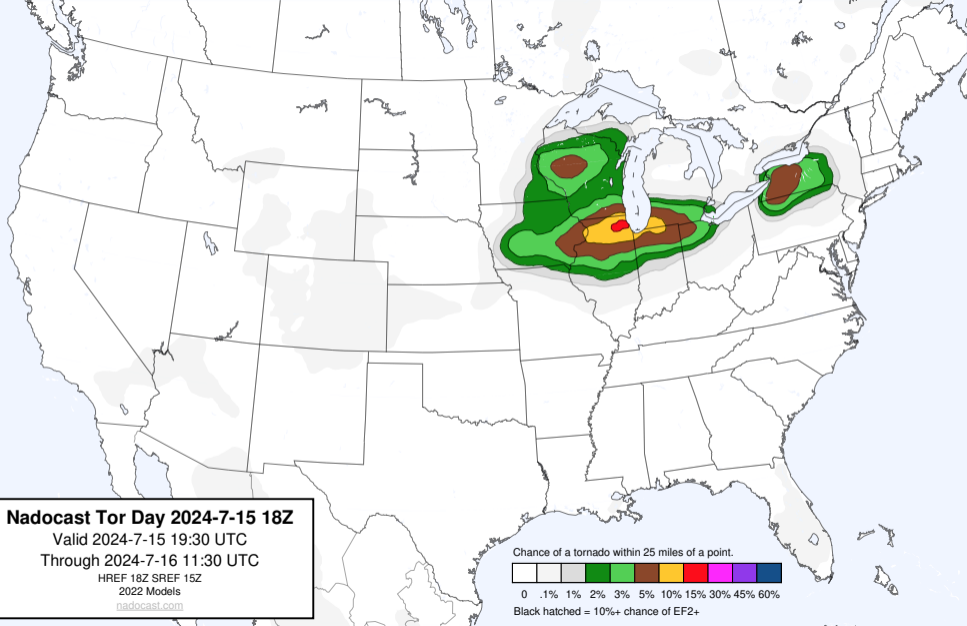 Nadocast Tor Day 2024-7-15 18Z
Valid 2024-7-15 19:30 UTC
Through 2024-7-16 11:30 UTC
HREF 18Z SREF 15Z
2022 Models
nadocast.com
Chance of a tornado within 25 miles of a point.
0 .1% 1% 2% 3% 5% 10% 15% 30% 45% 60%
Black hatched = 10%+ chance of EF2+